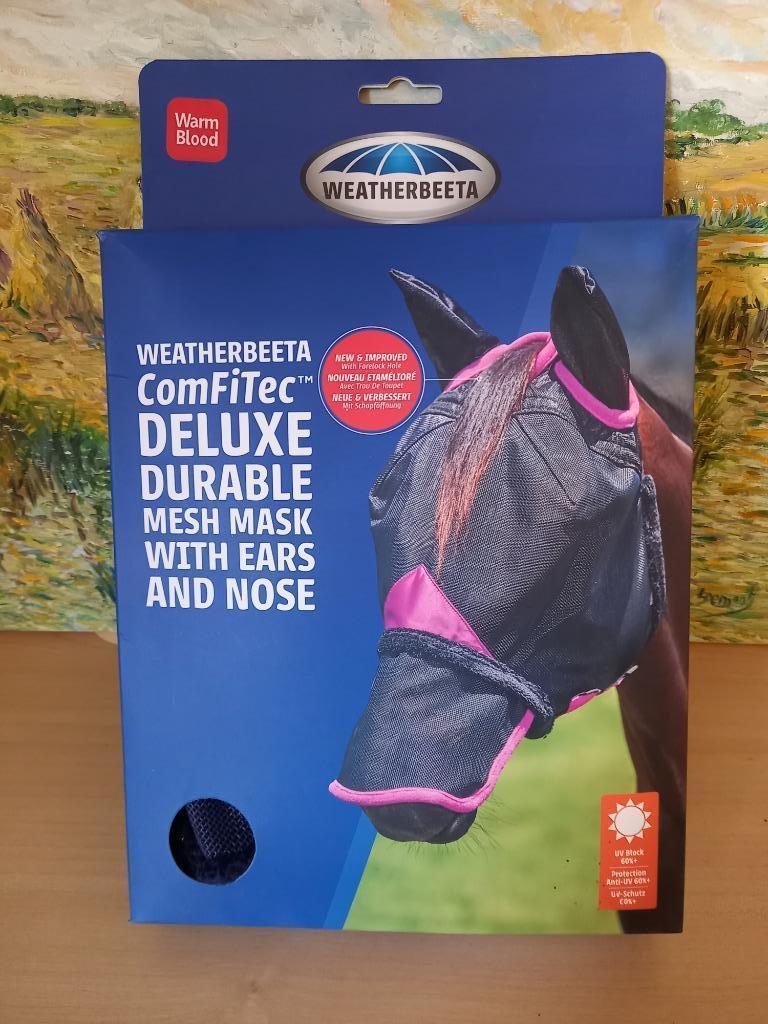 Warm
Blood
WEATHERBEETA
WEATHERBEETA
ComFiTec™
DELUXE
DURABLE
MESH MASK
WITH EARS
AND NOSE
NEW & IMPROVED
With Forelock Hole
NOUVEAU ETAMÉLIORÉ
Avec Trou De Toupet
NEUE & VERBESSERT
Mit Schopföffnung
UV Block
60%+
Protection
Anti-UV 60%+
UV-Schutz
60%+